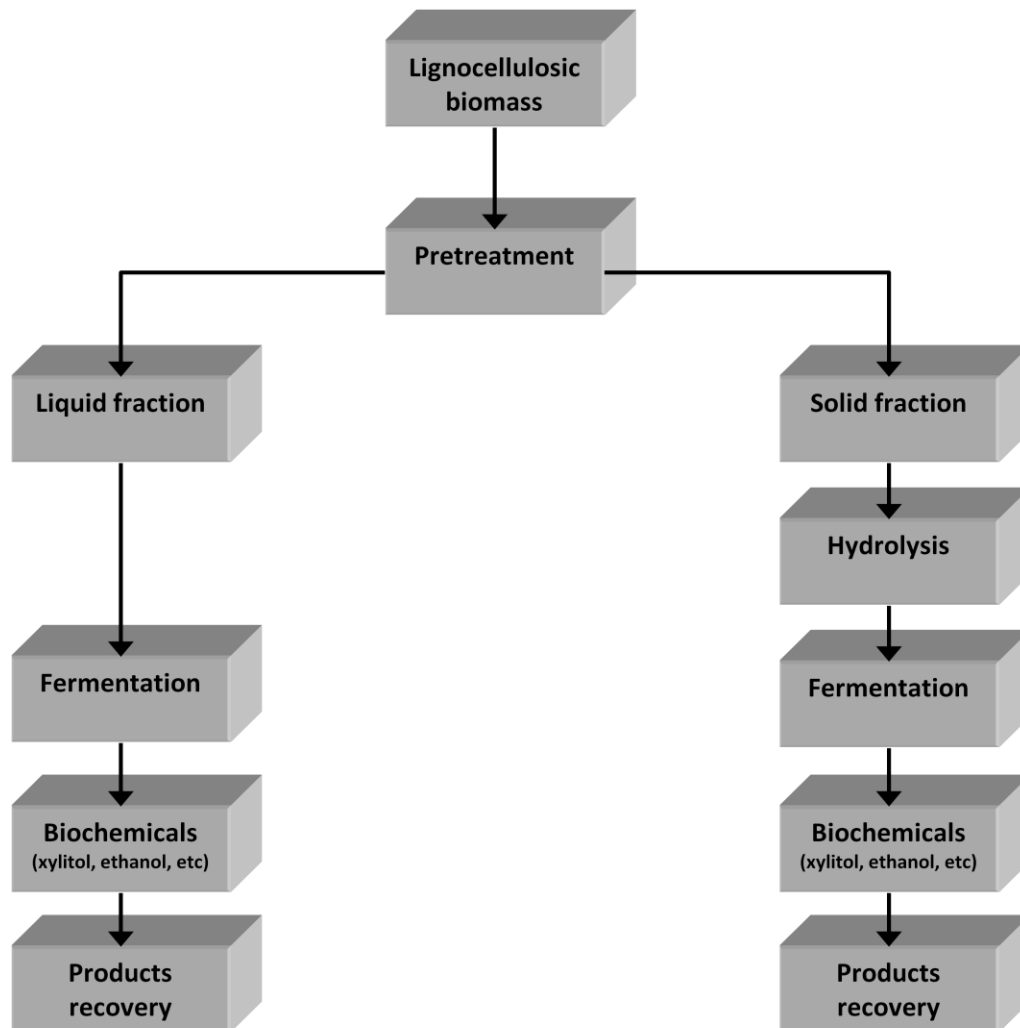 Lignocellulosic
biomass
Pretreatment
Liquid fraction
Solid fraction
Hydrolysis
Fermentation
Fermentation
Biochemicals
(xylitol, ethanol, etc)
Biochemicals
(xylitol, ethanol, etc)
Products
recovery
Products
recovery